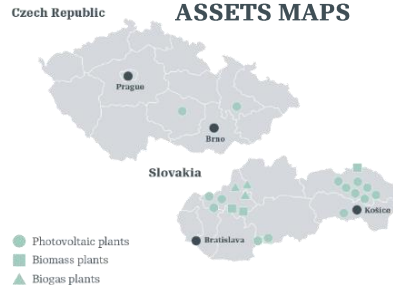 Czech Republic
ASSETS MAPS
Prague
Brno
Slovakia
Košice
Bratislava
Photovoltaic plants
Biomass plants
Biogas plants